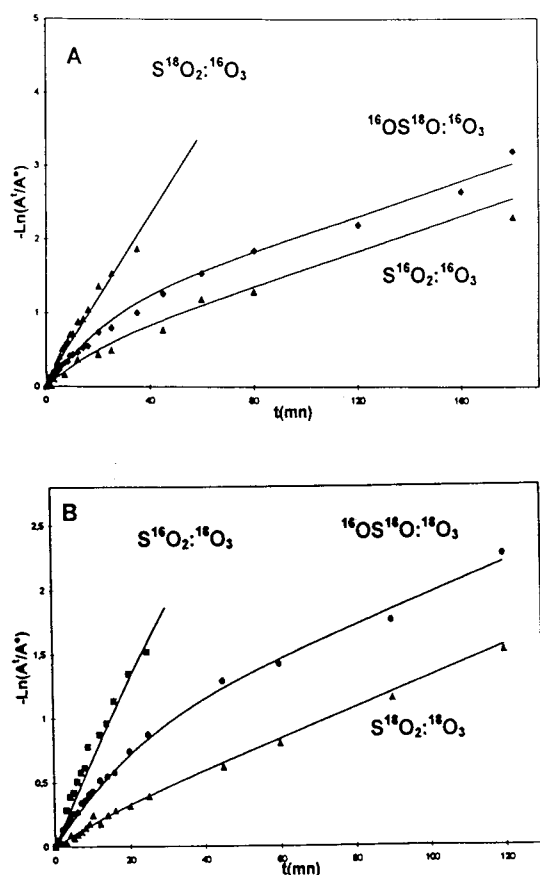 A
S¹⁸O₂:¹⁶O₃
¹⁶OS¹⁸O:¹⁶O₃
S¹⁶O₂:¹⁶O₃
-Ln(Aᵗ/A°)
5
4
3
2
1
0
0 40 80 120 160
t(mn)
B
S¹⁶O₂:¹⁸O₃
¹⁶OS¹⁸O:¹⁸O₃
S¹⁸O₂:¹⁸O₃
-Ln(Aᵗ/A°)
2,5
2
1,5
1
0,5
0
0 20 40 60 80 100 120
t(mn)